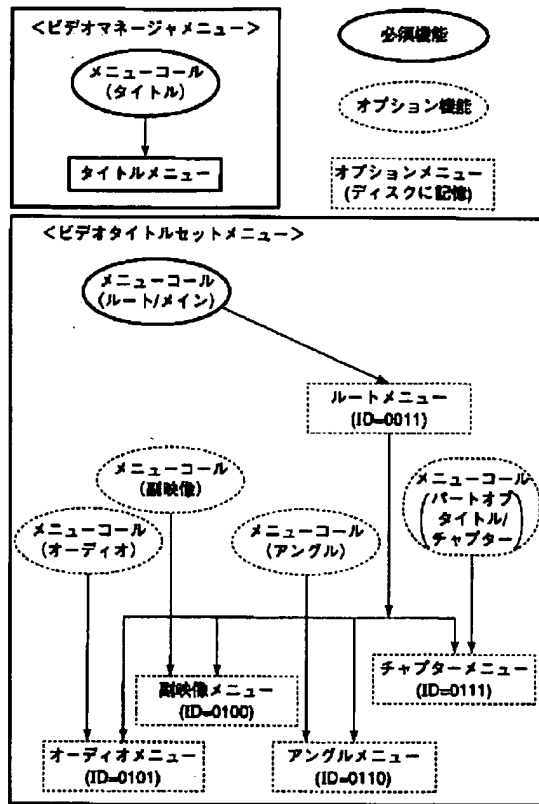 <ビデオマネージャメニュー>
メニューコール
(タイトル)
タイトルメニュー
必須機能
オプション機能
オプションメニュー
(ディスクに記憶)
<ビデオタイトルセットメニュー>
メニューコール
(ルート/メイン)
ルートメニュー
(ID=0011)
メニューコール
(副映像)
メニューコール
(オーディオ)
メニューコール
(アングル)
メニューコール
(パートオブ
タイトル/
チャプター)
副映像メニュー
(ID=0100)
チャプターメニュー
(ID=0111)
オーディオメニュー
(ID=0101)
アングルメニュー
(ID=0110)